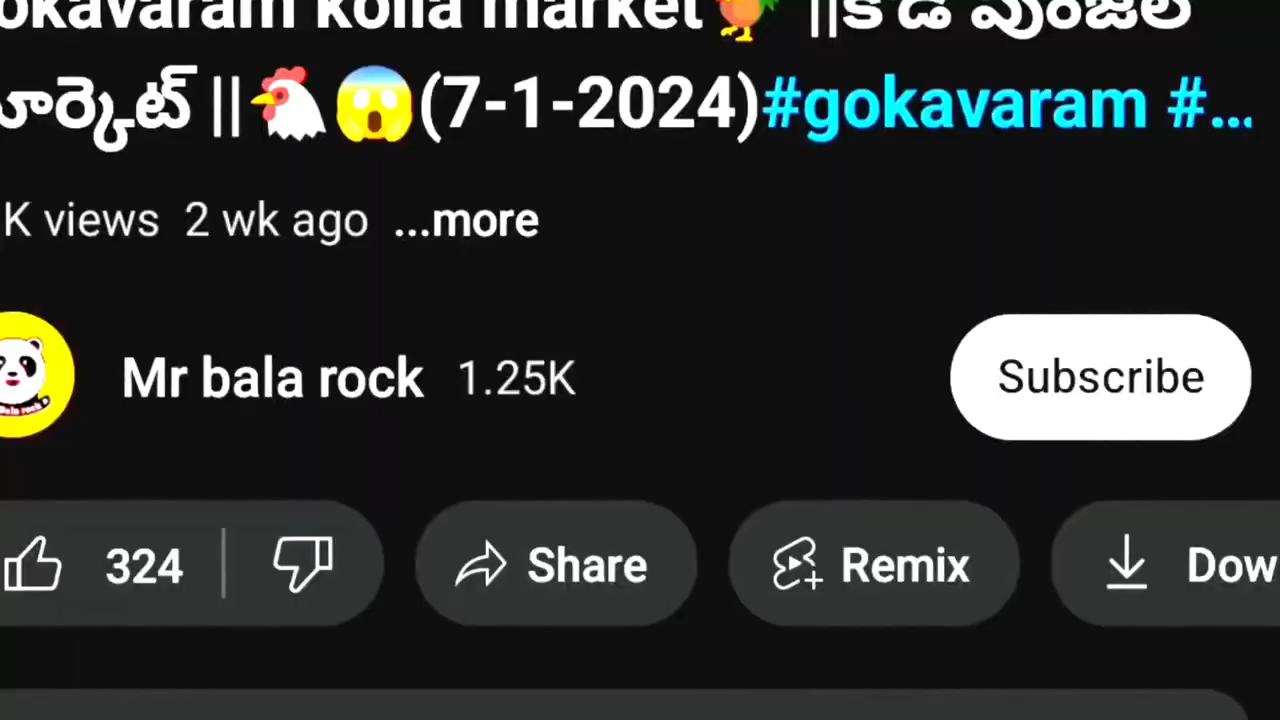 kolla market🐓 ||కోడి పుంజుల
మార్కెట్ ||🐔😱(7-1-2024)#gokavaram #...
K views 2 wk ago ...more
Mr bala rock 1.25K
Subscribe
324 Share Remix Dow